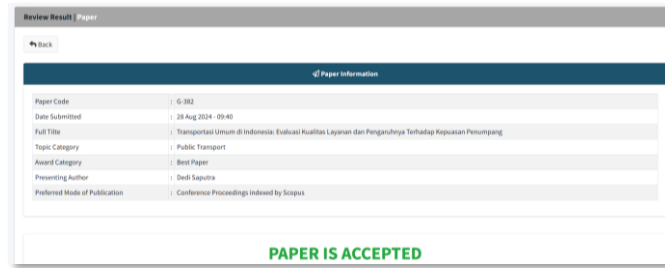 Review Result | Paper
Back
Paper Information
Paper Code : G-382
Date Submitted : 28 Aug 2024 - 09:40
Full Title : Transportasi Umum di Indonesia: Evaluasi Kualitas Layanan dan Pengaruhnya Terhadap Kepuasan Penumpang
Topic Category : Public Transport
Award Category : Best Paper
Presenting Author : Dedi Saputra
Preferred Mode of Publication : Conference Proceedings Indexed by Scopus
PAPER IS ACCEPTED